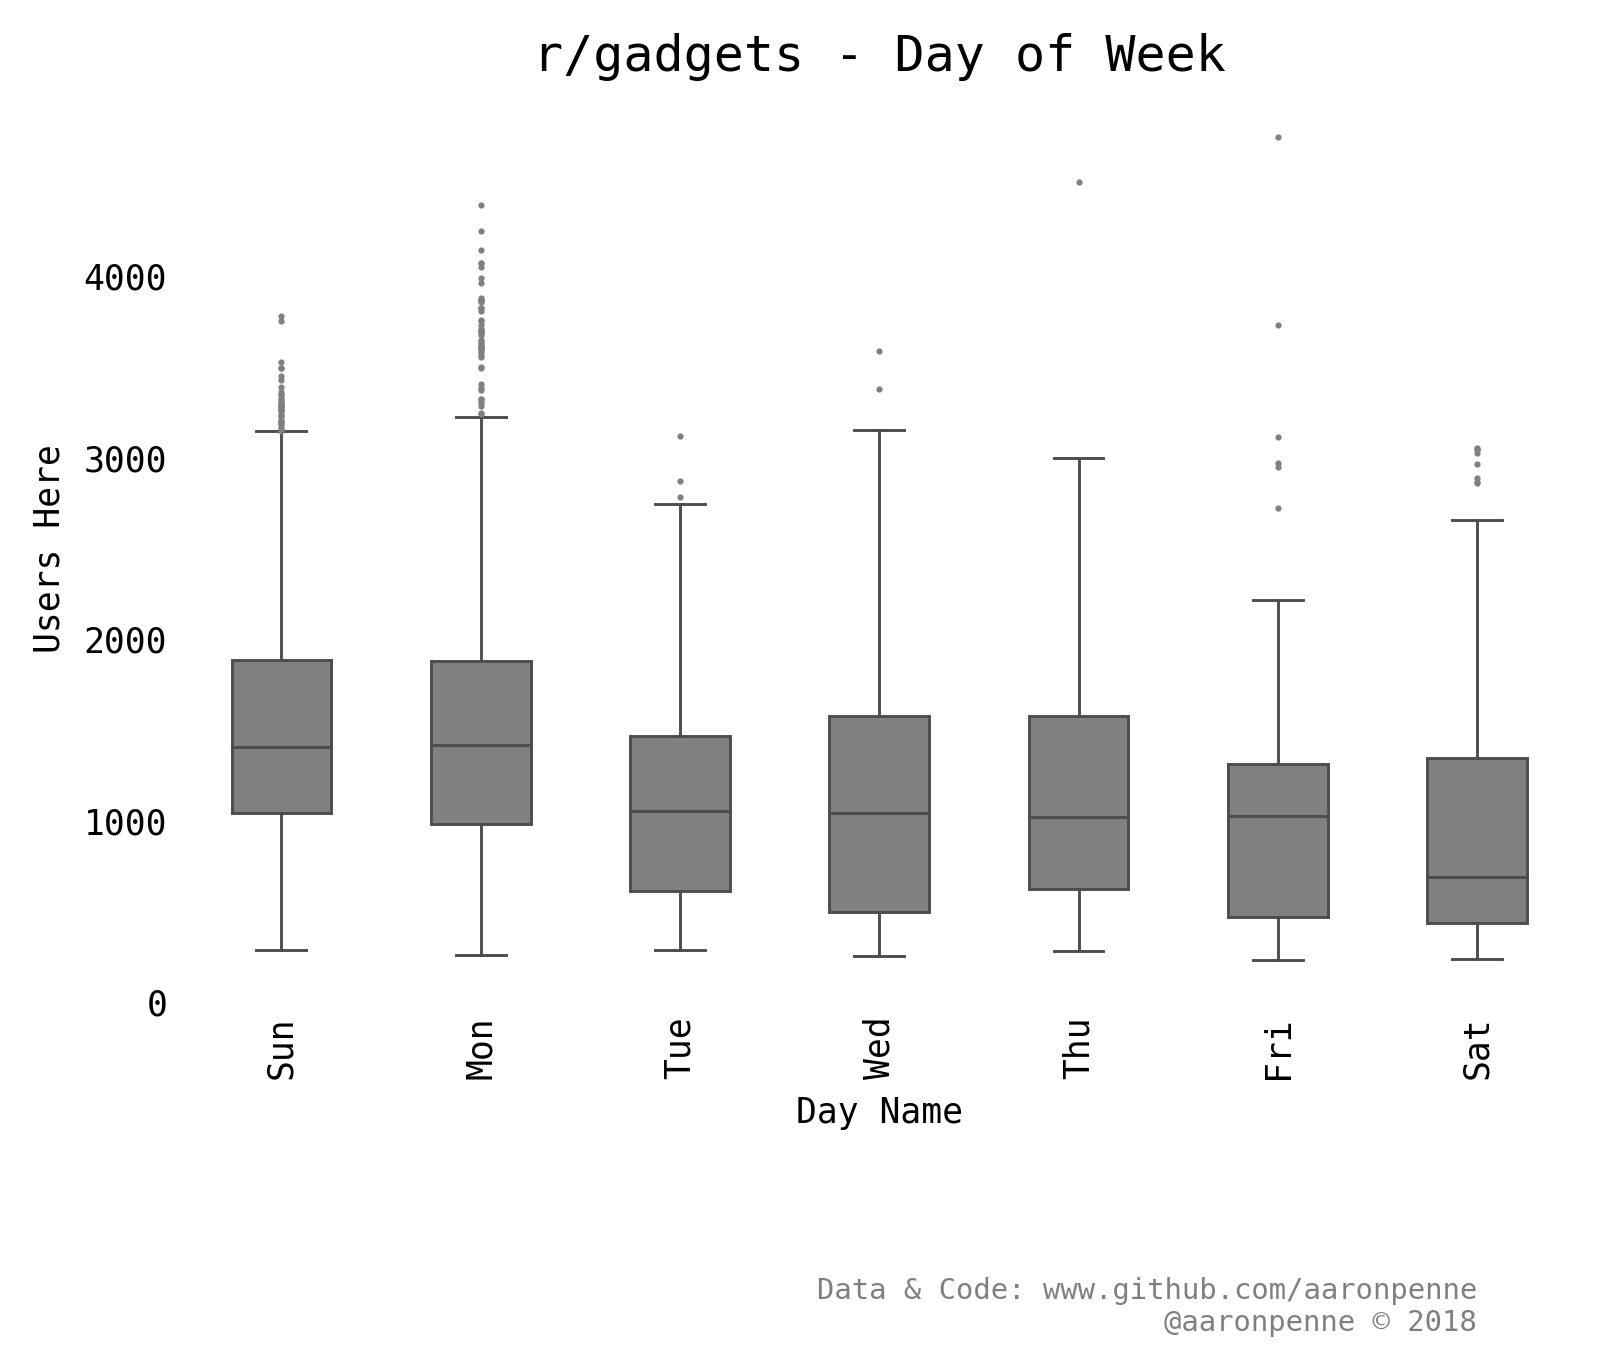 r/gadgets - Day of Week
4000
3000
2000
1000
0
Users Here
Sun
Mon
Tue
Wed
Thu
Fri
Sat
Day Name
Data & Code: www.github.com/aaronpenne
@aaronpenne © 2018